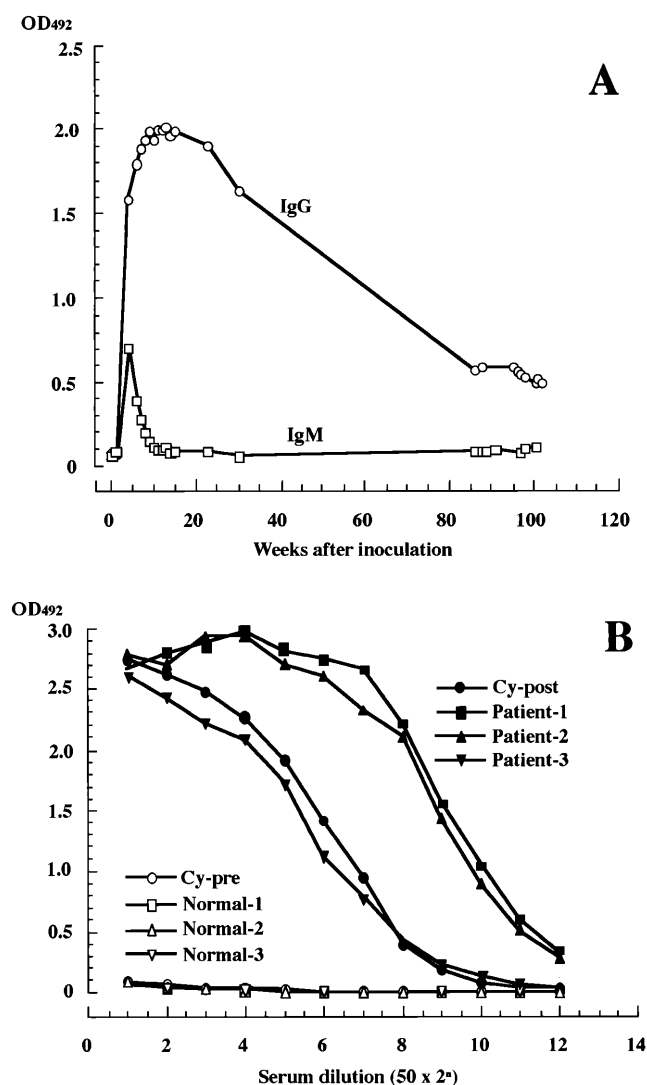 OD492
A
2.5
2.0
1.5
1.0
0.5
0
IgG
IgM
0 20 40 60 80 100 120
Weeks after inoculation
OD492
B
3.0
2.5
2.0
1.5
1.0
0.5
0
Cy-post
Patient-1
Patient-2
Patient-3
Cy-pre
Normal-1
Normal-2
Normal-3
0 2 4 6 8 10 12 14
Serum dilution (50 x 2ⁿ)